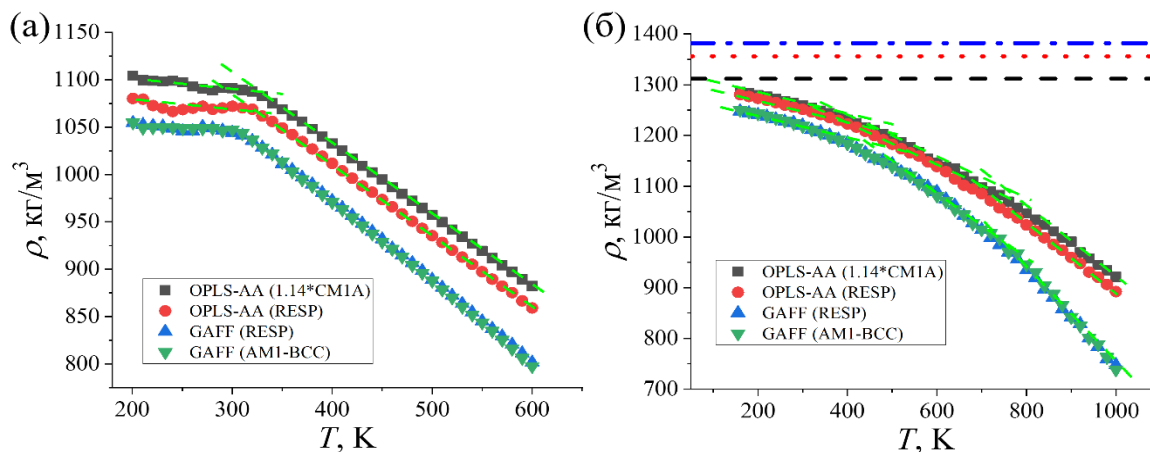 (а)
1150
1100
1050
1000
950
900
850
800
ρ, кг/м³
OPLS-AA (1.14*CM1A)
OPLS-AA (RESP)
GAFF (RESP)
GAFF (AM1-BCC)
200 300 400 500 600
T, K
(б)
1400
1300
1200
1100
1000
900
800
700
ρ, кг/м³
OPLS-AA (1.14*CM1A)
OPLS-AA (RESP)
GAFF (RESP)
GAFF (AM1-BCC)
200 400 600 800 1000
T, K